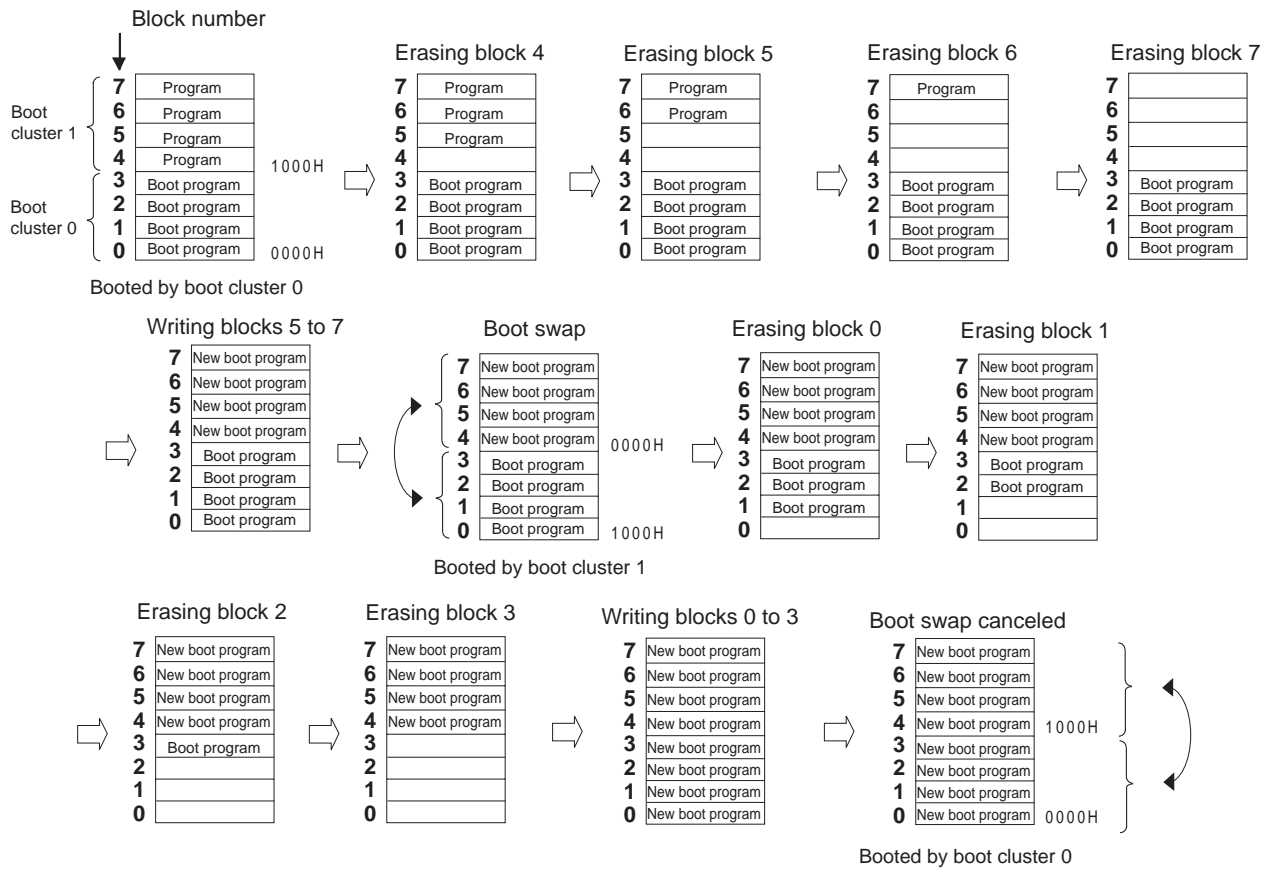 Block number
Erasing block 4
Erasing block 5
Erasing block 6
Erasing block 7
Boot
cluster 1
Boot
cluster 0
7 Program
6 Program
5 Program
4 Program
1000H
3 Boot program
2 Boot program
1 Boot program
0 Boot program
0000H
Booted by boot cluster 0
7 Program
6 Program
5 Program
4
3 Boot program
2 Boot program
1 Boot program
0 Boot program
7 Program
6 Program
5
4
3 Boot program
2 Boot program
1 Boot program
0 Boot program
7 Program
6
5
4
3 Boot program
2 Boot program
1 Boot program
0 Boot program
7
6
5
4
3 Boot program
2 Boot program
1 Boot program
0 Boot program
Writing blocks 5 to 7
7 New boot program
6 New boot program
5 New boot program
4 New boot program
3 Boot program
2 Boot program
1 Boot program
0 Boot program
Boot swap
7 New boot program
6 New boot program
5 New boot program
4 New boot program
0000H
3 Boot program
2 Boot program
1 Boot program
0 Boot program
1000H
Booted by boot cluster 1
Erasing block 0
7 New boot program
6 New boot program
5 New boot program
4 New boot program
3 Boot program
2 Boot program
1 Boot program
0
Erasing block 1
7 New boot program
6 New boot program
5 New boot program
4 New boot program
3 Boot program
2 Boot program
1
0
Erasing block 2
7 New boot program
6 New boot program
5 New boot program
4 New boot program
3 Boot program
2
1
0
Erasing block 3
7 New boot program
6 New boot program
5 New boot program
4 New boot program
3
2
1
0
Writing blocks 0 to 3
7 New boot program
6 New boot program
5 New boot program
4 New boot program
3 New boot program
2 New boot program
1 New boot program
0 New boot program
Boot swap canceled
7 New boot program
6 New boot program
5 New boot program
4 New boot program
1000H
3 New boot program
2 New boot program
1 New boot program
0 New boot program
0000H
Booted by boot cluster 0